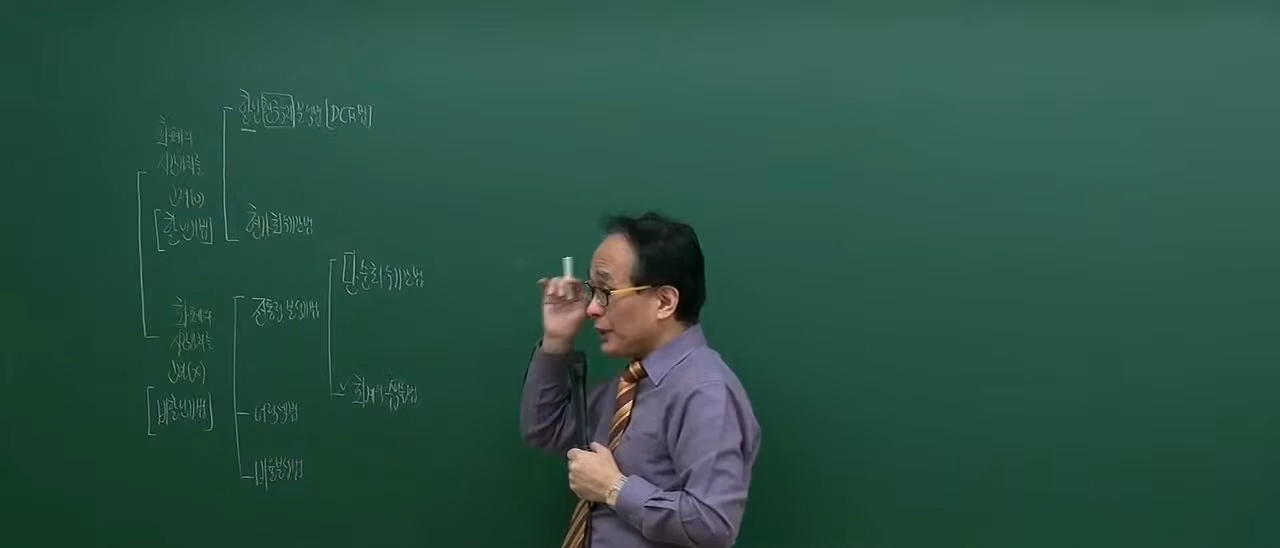 할인현금수지분석법 [DCF법]
화폐의
시간가치를
고려(O)
[할인기법]
현가회수기간법
단순회수기간법
화폐의
시간가치를
고려(X)
[비할인기법]
전통적 분석기법
✓ 회계적수익률법
어림셈법
비율분석법